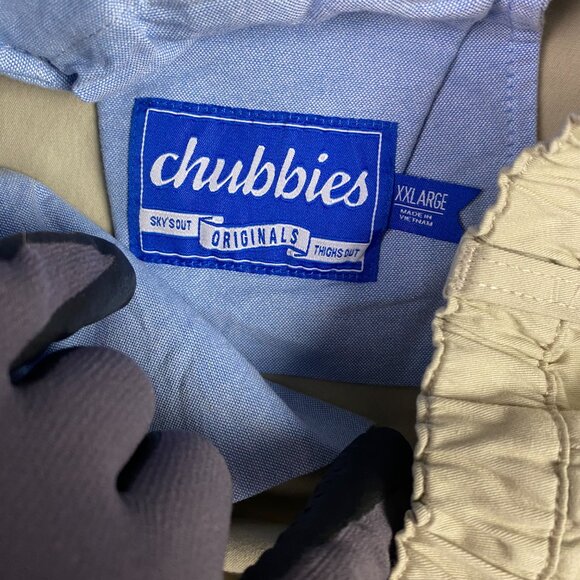 chubbies
SKY'S OUT
ORIGINALS
THIGHS OUT
XXLARGE
MADE IN
VIETNAM